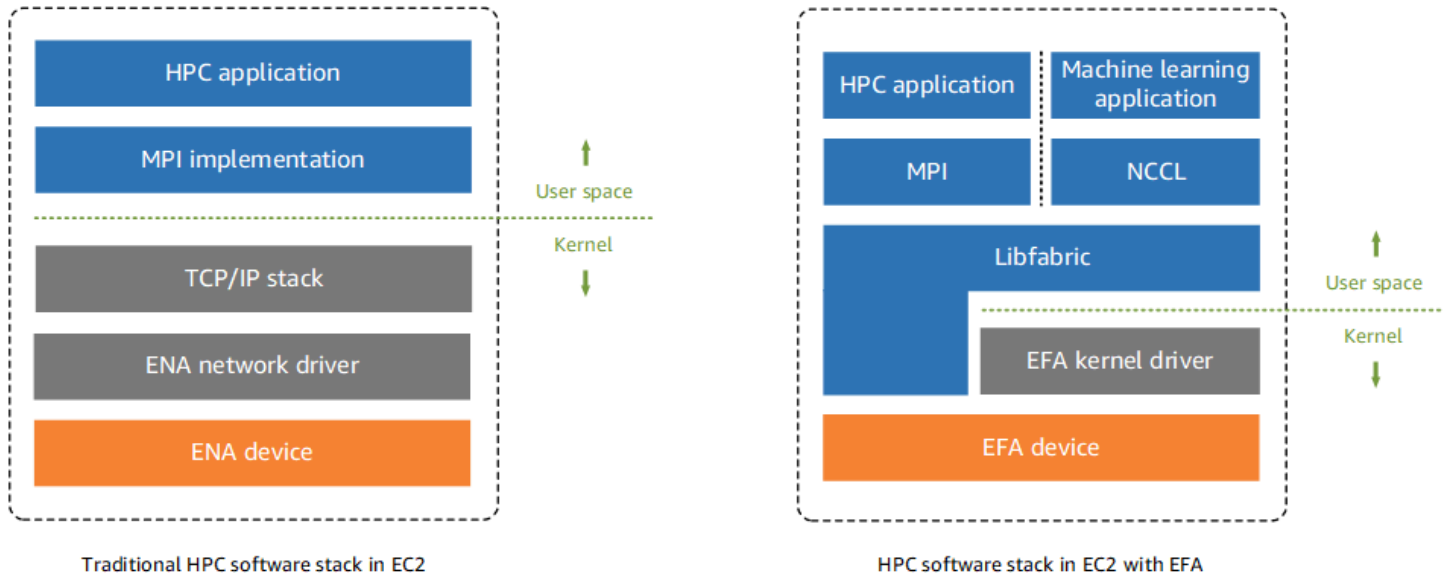 HPC application
MPI implementation
User space
Kernel
TCP/IP stack
ENA network driver
ENA device
Traditional HPC software stack in EC2
HPC application
Machine learning
application
MPI
NCCL
Libfabric
User space
Kernel
EFA kernel driver
EFA device
HPC software stack in EC2 with EFA